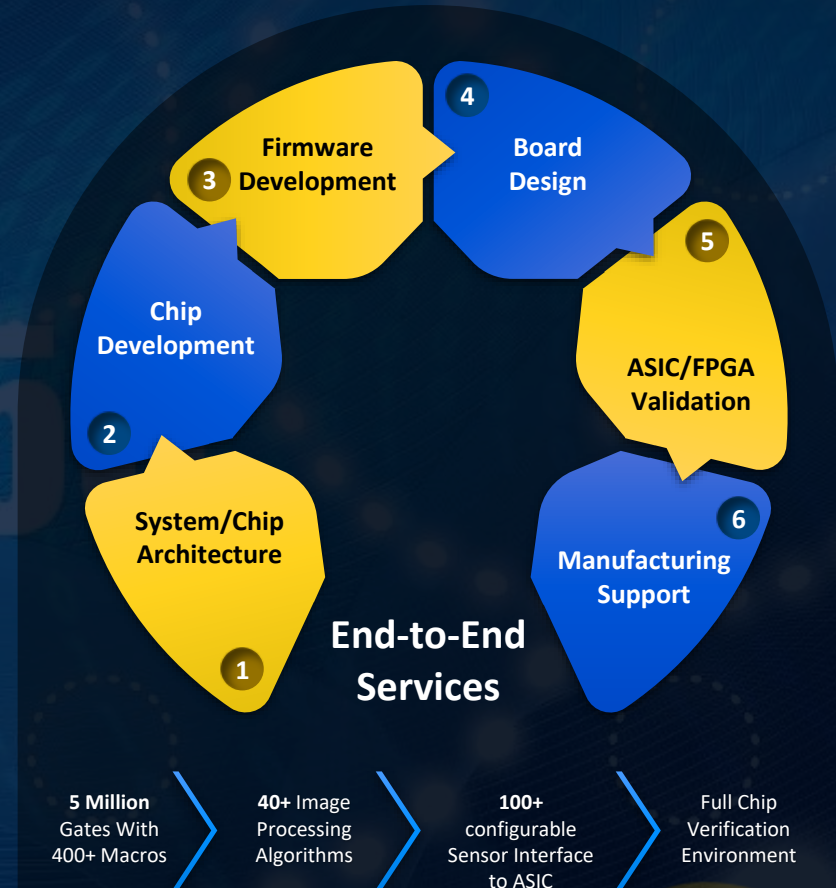 1
System/Chip
Architecture
2
Chip
Development
3
Firmware
Development
4
Board
Design
5
ASIC/FPGA
Validation
6
Manufacturing
Support
End-to-End
Services
5 Million
Gates With
400+ Macros
40+ Image
Processing
Algorithms
100+
configurable
Sensor Interface
to ASIC
Full Chip
Verification
Environment